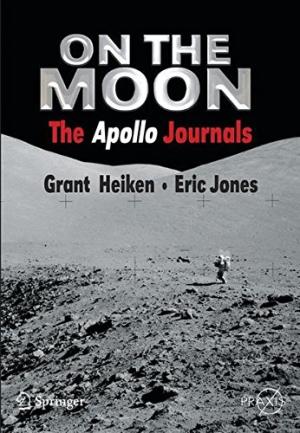 ON THE
MOON
The Apollo Journals
Grant Heiken • Eric Jones
Springer
PRAXIS